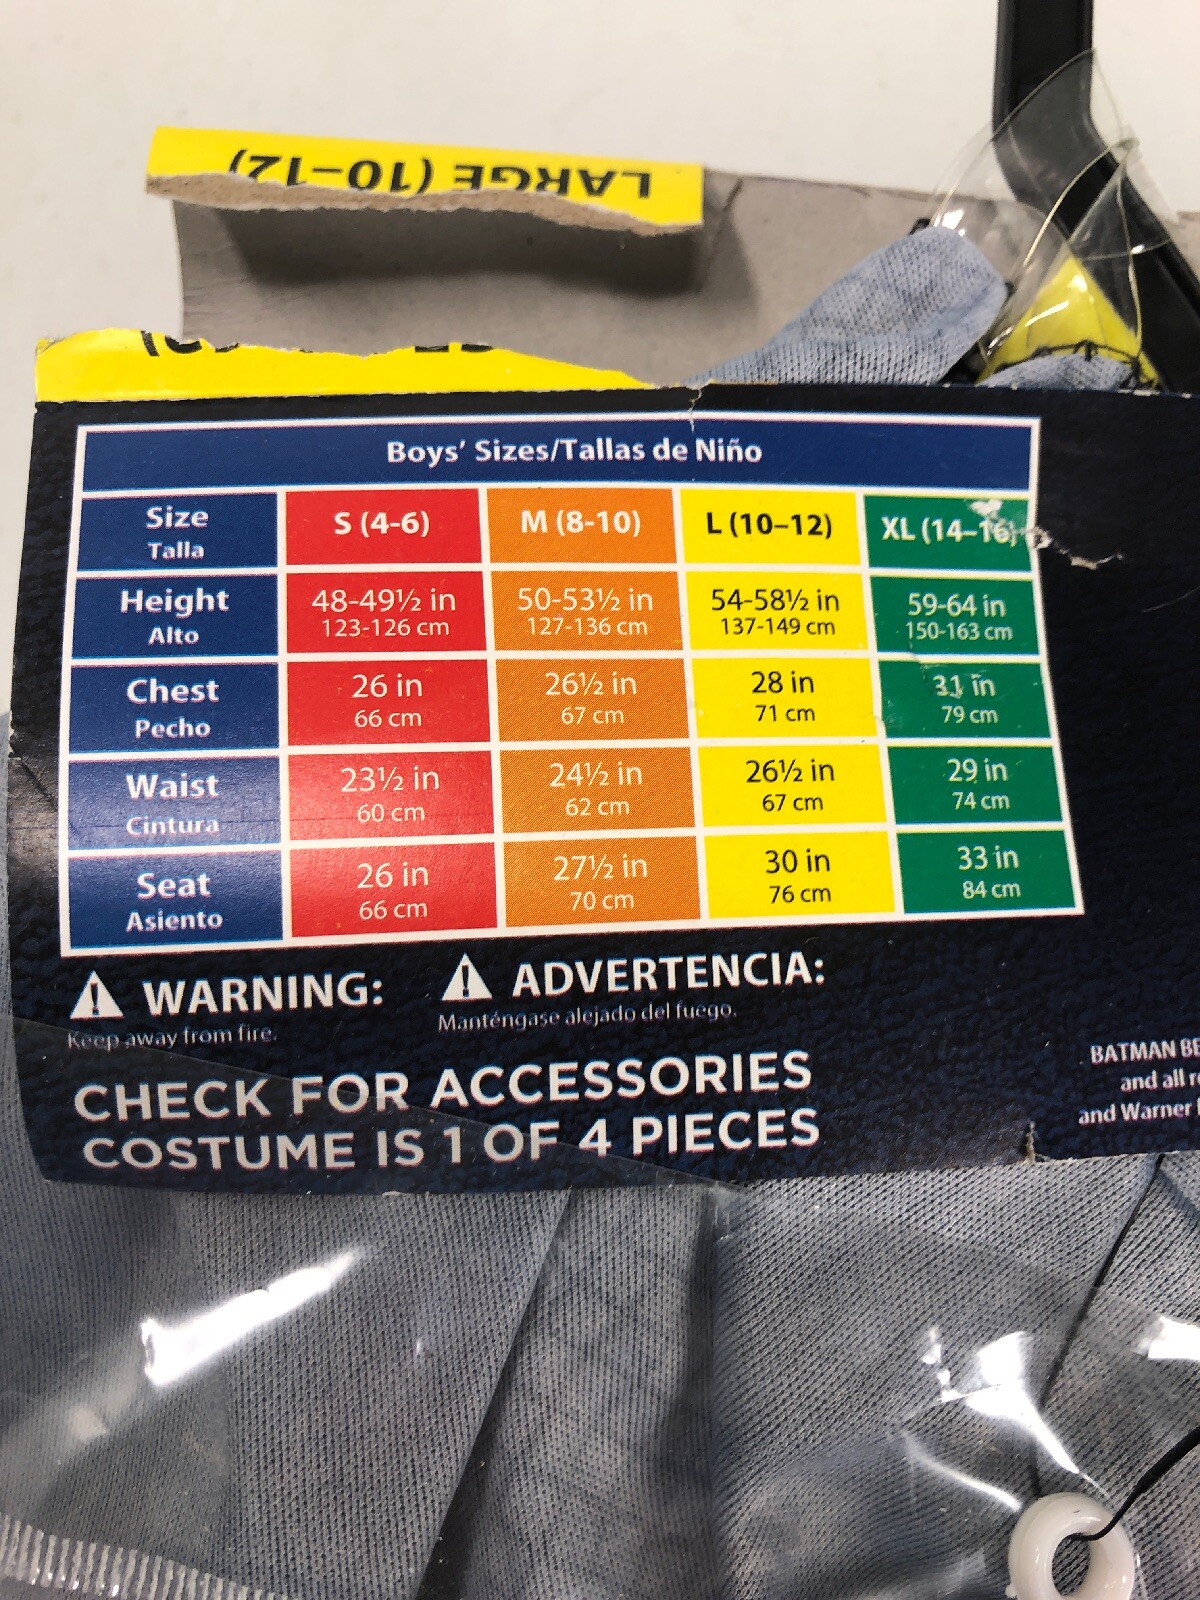 LARGE (10–12)
Boys' Sizes/Tallas de Niño
Size S (4-6) M (8-10) L (10–12) XL (14–16)
Talla
Height 48-49½ in 50-53½ in 54-58½ in 59-64 in
Alto 123-126 cm 127-136 cm 137-149 cm 150-163 cm
Chest 26 in 26½ in 28 in 31 in
Pecho 66 cm 67 cm 71 cm 79 cm
Waist 23½ in 24½ in 26½ in 29 in
Cintura 60 cm 62 cm 67 cm 74 cm
Seat 26 in 27½ in 30 in 33 in
Asiento 66 cm 70 cm 76 cm 84 cm
WARNING:
Keep away from fire.
ADVERTENCIA:
Manténgase alejado del fuego.
CHECK FOR ACCESSORIES
COSTUME IS 1 OF 4 PIECES
BATMAN BE
and all r
and Warner